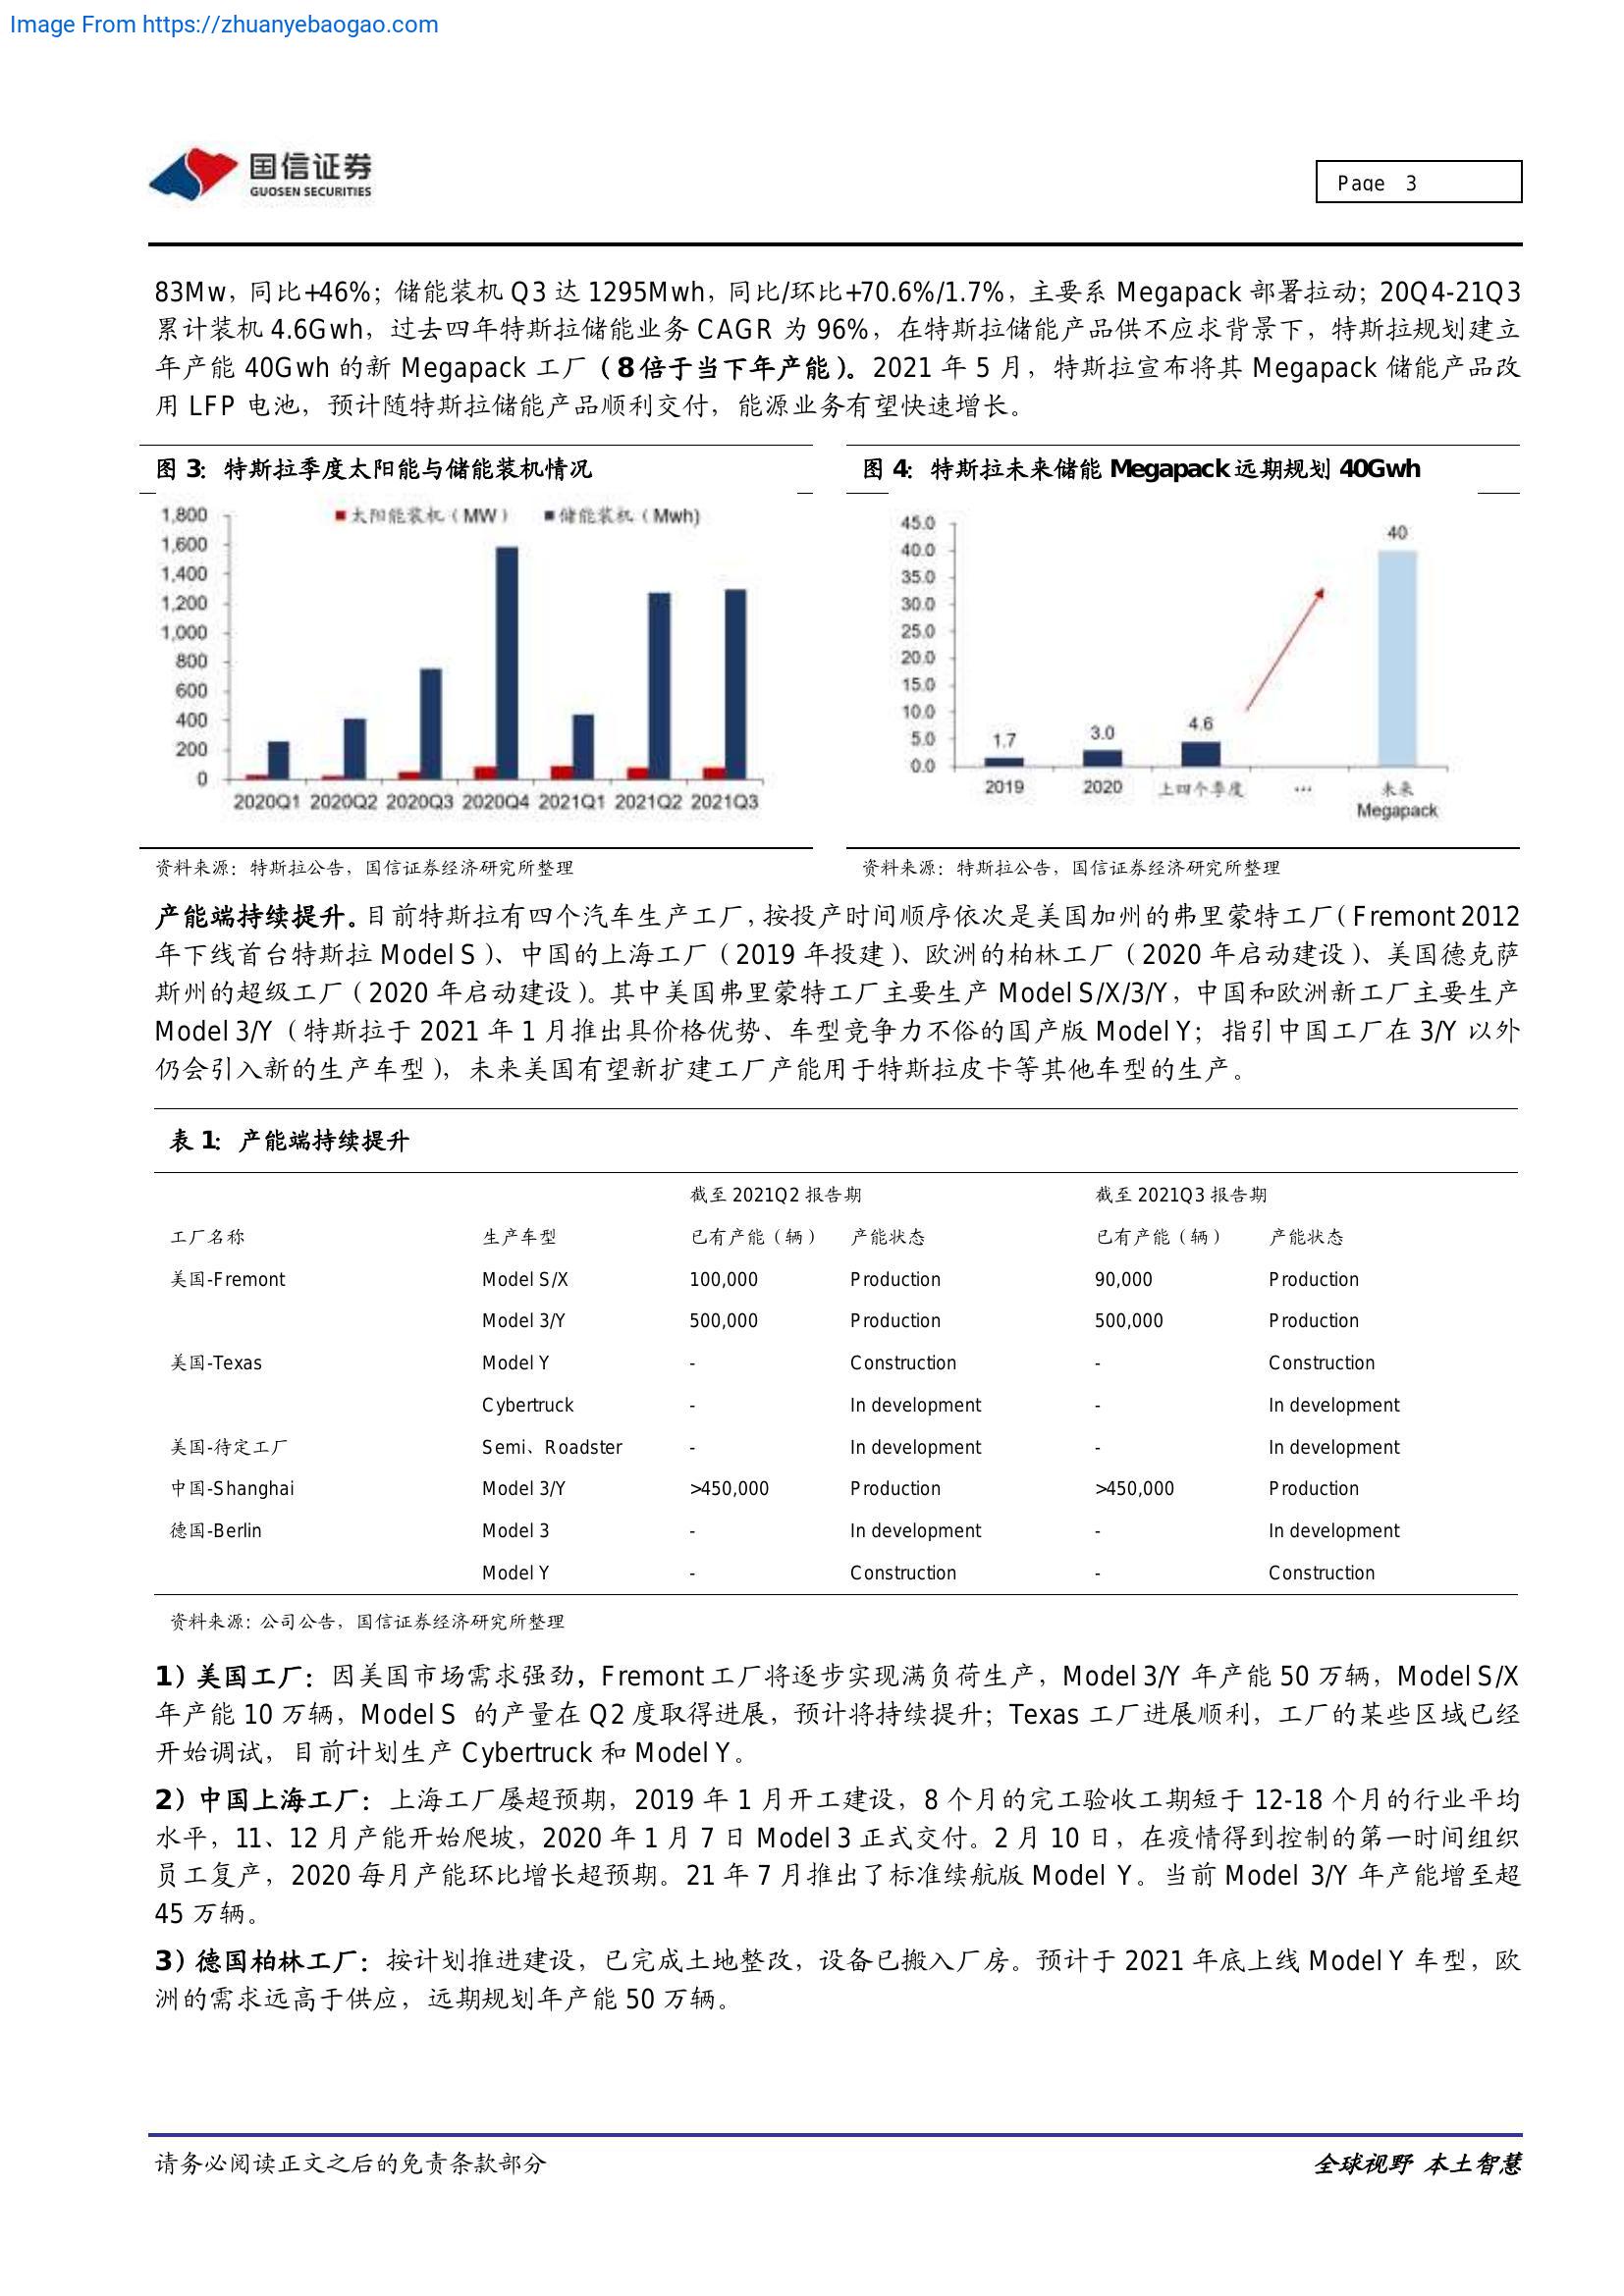 Image From https://zhuanyebaogao.com
国信证券
GUOSEN SECURITIES
Page 3
83Mw，同比+46%；储能装机 Q3 达 1295Mwh，同比/环比+70.6%/1.7%，主要系 Megapack 部署拉动；20Q4-21Q3
累计装机 4.6Gwh，过去四年特斯拉储能业务 CAGR 为 96%，在特斯拉储能产品供不应求背景下，特斯拉规划建立
年产能 40Gwh 的新 Megapack 工厂（8 倍于当下年产能）。2021 年 5 月，特斯拉宣布将其 Megapack 储能产品改
用 LFP 电池，预计随特斯拉储能产品顺利交付，能源业务有望快速增长。
图 3：特斯拉季度太阳能与储能装机情况
太阳能装机（MW） 储能装机（Mwh)
1,800
1,600
1,400
1,200
1,000
800
600
400
200
0
2020Q1 2020Q2 2020Q3 2020Q4 2021Q1 2021Q2 2021Q3
资料来源：特斯拉公告，国信证券经济研究所整理
图 4：特斯拉未来储能 Megapack 远期规划 40Gwh
45.0
40.0
35.0
30.0
25.0
20.0
15.0
10.0
5.0
0.0
1.7 3.0 4.6 40
2019 2020 上四个季度 … 未来
Megapack
资料来源：特斯拉公告，国信证券经济研究所整理
产能端持续提升。目前特斯拉有四个汽车生产工厂，按投产时间顺序依次是美国加州的弗里蒙特工厂（Fremont 2012
年下线首台特斯拉 Model S）、中国的上海工厂（2019 年投建）、欧洲的柏林工厂（2020 年启动建设）、美国德克萨
斯州的超级工厂（2020 年启动建设）。其中美国弗里蒙特工厂主要生产 Model S/X/3/Y，中国和欧洲新工厂主要生产
Model 3/Y（特斯拉于 2021 年 1 月推出具价格优势、车型竞争力不俗的国产版 Model Y；指引中国工厂在 3/Y 以外
仍会引入新的生产车型），未来美国有望新扩建工厂产能用于特斯拉皮卡等其他车型的生产。
表 1：产能端持续提升
截至 2021Q2 报告期 截至 2021Q3 报告期
工厂名称 生产车型 已有产能（辆） 产能状态 已有产能（辆） 产能状态
美国-Fremont Model S/X 100,000 Production 90,000 Production
Model 3/Y 500,000 Production 500,000 Production
美国-Texas Model Y - Construction - Construction
Cybertruck - In development - In development
美国-待定工厂 Semi、Roadster - In development - In development
中国-Shanghai Model 3/Y >450,000 Production >450,000 Production
德国-Berlin Model 3 - In development - In development
Model Y - Construction - Construction
资料来源：公司公告，国信证券经济研究所整理
1）美国工厂：因美国市场需求强劲，Fremont 工厂将逐步实现满负荷生产，Model 3/Y 年产能 50 万辆，Model S/X
年产能 10 万辆，Model S 的产量在 Q2 度取得进展，预计将持续提升；Texas 工厂进展顺利，工厂的某些区域已经
开始调试，目前计划生产 Cybertruck 和 Model Y。
2）中国上海工厂：上海工厂屡超预期，2019 年 1 月开工建设，8 个月的完工验收工期短于 12-18 个月的行业平均
水平，11、12 月产能开始爬坡，2020 年 1 月 7 日 Model 3 正式交付。2 月 10 日，在疫情得到控制的第一时间组织
员工复产，2020 每月产能环比增长超预期。21 年 7 月推出了标准续航版 Model Y。当前 Model 3/Y 年产能增至超
45 万辆。
3）德国柏林工厂：按计划推进建设，已完成土地整改，设备已搬入厂房。预计于 2021 年底上线 Model Y 车型，欧
洲的需求远高于供应，远期规划年产能 50 万辆。
请务必阅读正文之后的免责条款部分
全球视野 本土智慧